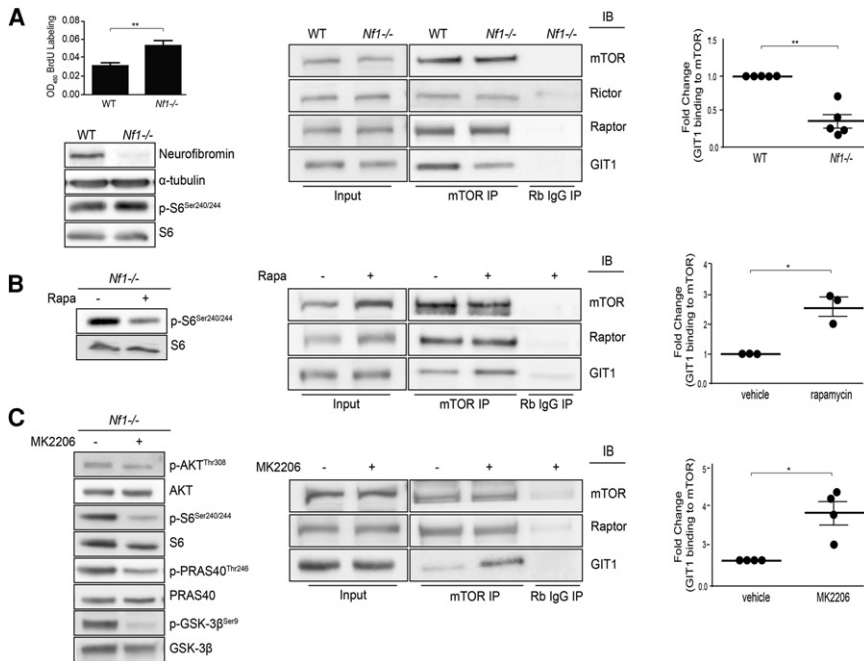 A
OD450 BrdU Labeling
0.08
0.06
0.04
0.02
0.00
**
WT Nf1-/-
WT Nf1-/-
Neurofibromin
α-tubulin
p-S6Ser240/244
S6
IB
WT Nf1-/- WT Nf1-/- Nf1-/-
mTOR
Rictor
Raptor
GIT1
Input mTOR IP Rb IgG IP
Fold Change
(GIT1 binding to mTOR)
1.5
1.0
0.5
0.0
**
WT Nf1-/-
B
Nf1-/-
Rapa - +
p-S6Ser240/244
S6
IB
Rapa - + - + +
mTOR
Raptor
GIT1
Input mTOR IP Rb IgG IP
Fold Change
(GIT1 binding to mTOR)
4
3
2
1
0
*
vehicle rapamycin
C
Nf1-/-
MK2206 - +
p-AKTThr308
AKT
p-S6Ser240/244
S6
p-PRAS40Thr246
PRAS40
p-GSK-3βSer9
GSK-3β
IB
MK2206 - + - + +
mTOR
Raptor
GIT1
Input mTOR IP Rb IgG IP
Fold Change
(GIT1 binding to mTOR)
5
4
3
0
*
vehicle MK2206